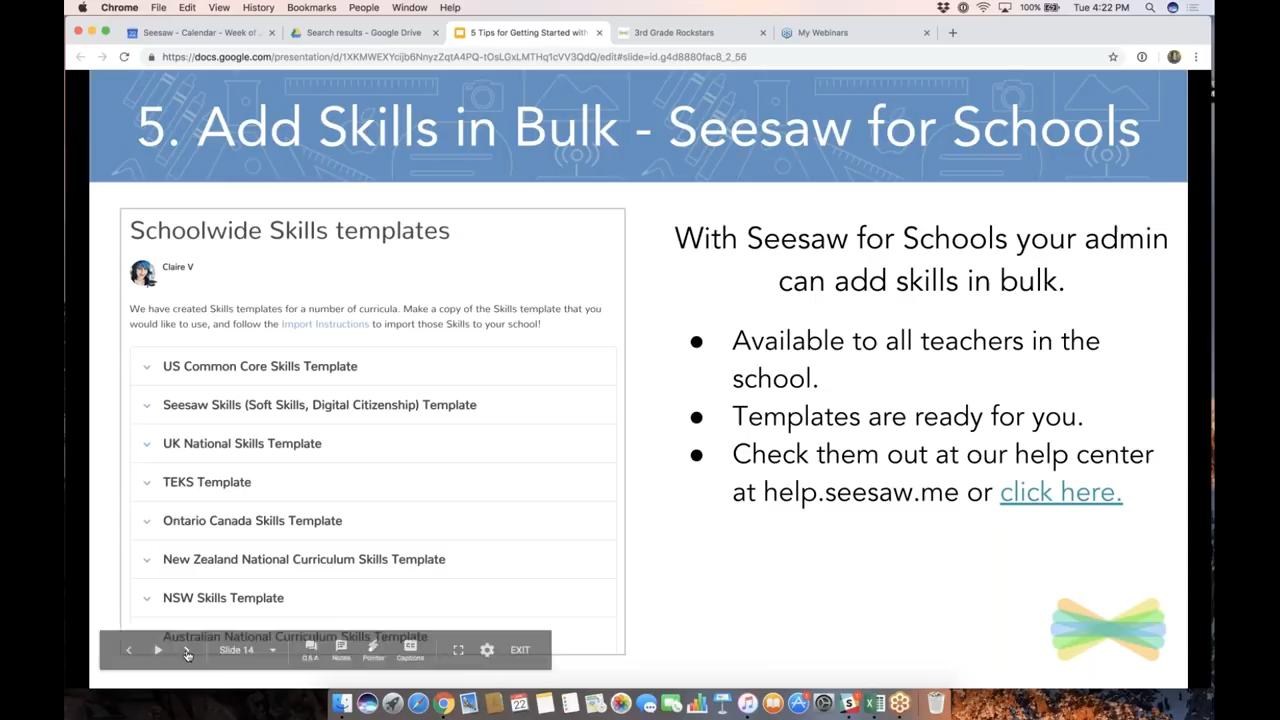 Chrome File Edit View History Bookmarks People Window Help 100% Tue 4:22 PM
Seesaw - Calendar - Week of
Search results - Google Drive
5 Tips for Getting Started with
3rd Grade Rockstars
My Webinars
https://docs.google.com/presentation/d/1XKMWEXYcijb6NnyzZqtA4PQ-tOsLGxLMTHq1cVV3QdQ/edit#slide=id.g4d8880fac8_2_56
5. Add Skills in Bulk - Seesaw for Schools
Schoolwide Skills templates
Claire V
We have created Skills templates for a number of curricula. Make a copy of the Skills template that you
would like to use, and follow the Import Instructions to import those Skills to your school!
US Common Core Skills Template
Seesaw Skills (Soft Skills, Digital Citizenship) Template
UK National Skills Template
TEKS Template
Ontario Canada Skills Template
New Zealand National Curriculum Skills Template
NSW Skills Template
Australian National Curriculum Skills Template
With Seesaw for Schools your admin
can add skills in bulk.
● Available to all teachers in the
school.
● Templates are ready for you.
● Check them out at our help center
at help.seesaw.me or click here.
Slide 14
Q & A
Notes
Pointer
CC
Captions
EXIT
22